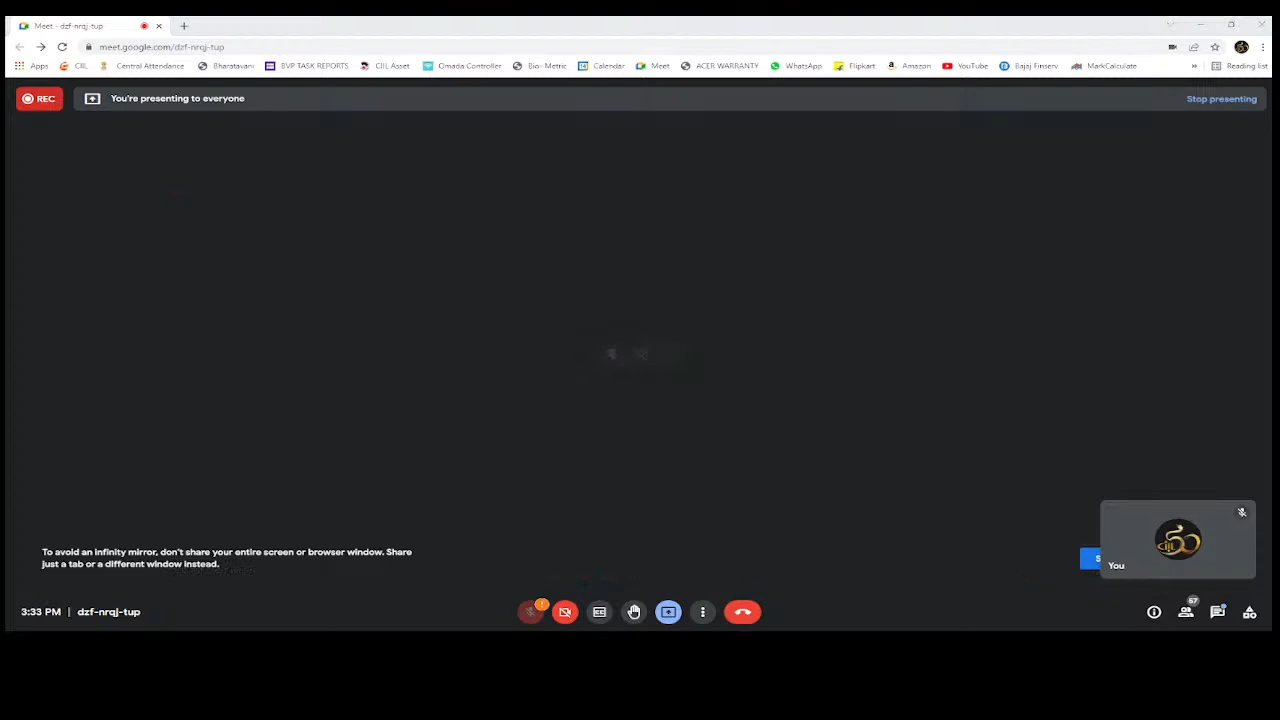 Meet - dzf-nrqj-tup
meet.google.com/dzf-nrqj-tup
Apps CIIL Central Attendance Bharatavani BVP TASK REPORTS CIIL Asset Omada Controller Bio- Metric Calendar Meet ACER WARRANTY WhatsApp Flipkart Amazon YouTube Bajaj Finserv MarkCalculate » Reading list
REC You're presenting to everyone Stop presenting
To avoid an infinity mirror, don't share your entire screen or browser window. Share
just a tab or a different window instead.
S
You
3:33 PM | dzf-nrqj-tup
57